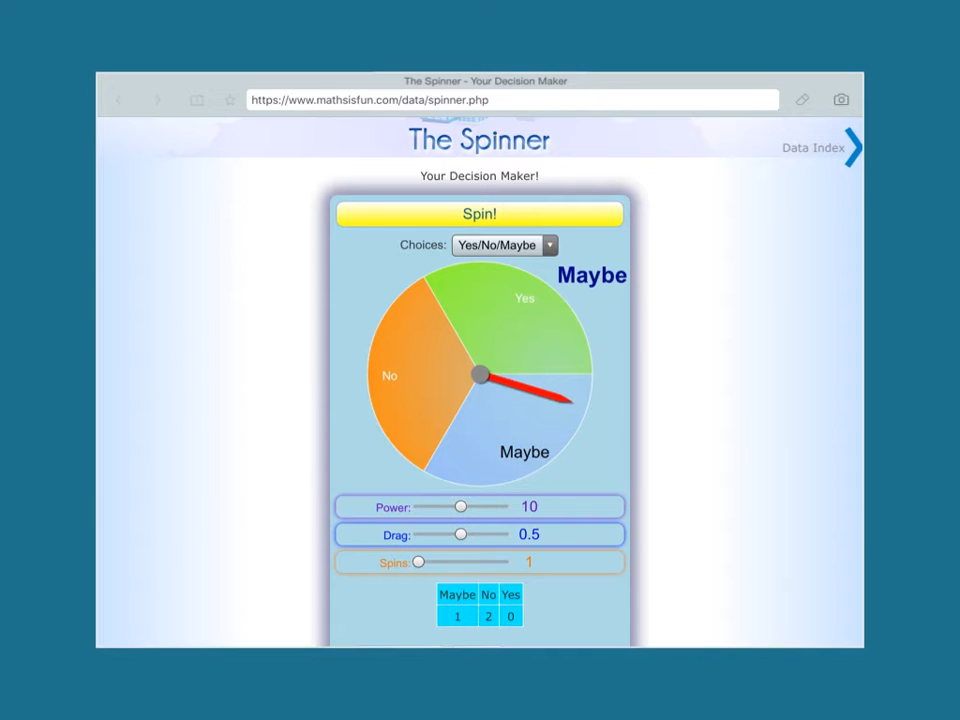 The Spinner - Your Decision Maker
https://www.mathsisfun.com/data/spinner.php
The Spinner
Data Index
Your Decision Maker!
Spin!
Choices: Yes/No/Maybe
Maybe
Yes
No
Maybe
Power: 10
Drag: 0.5
Spins: 1
Maybe No Yes
1 2 0